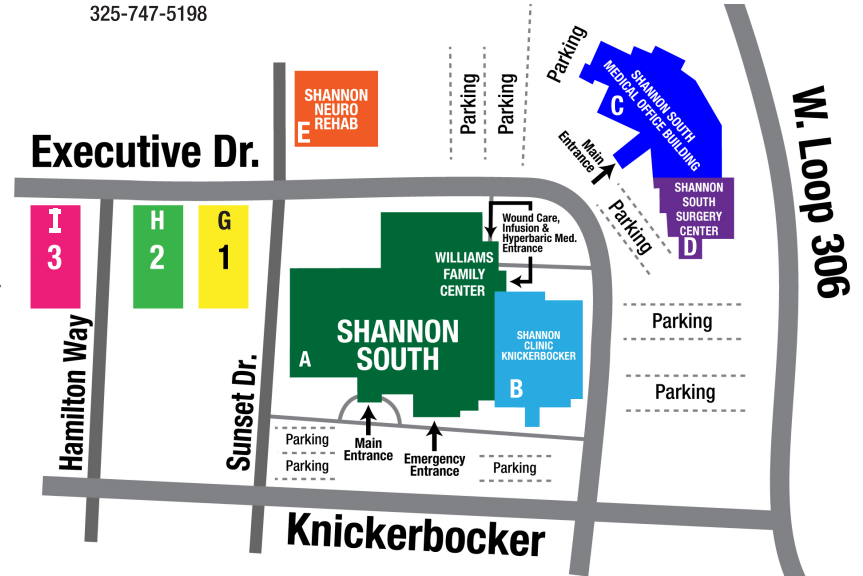 325-747-5198
Parking
SHANNON SOUTH
MEDICAL OFFICE BUILDING
C
W. Loop 306
SHANNON
NEURO
REHAB
E
Parking
Parking
Executive Dr.
Main
Entrance
SHANNON
SOUTH
SURGERY
CENTER
D
Parking
I
3
H
2
G
1
Wound Care,
Infusion &
Hyperbaric Med.
Entrance
WILLIAMS
FAMILY
CENTER
SHANNON
SOUTH
A
SHANNON
CLINIC
KNICKERBOCKER
B
Parking
Parking
Hamilton Way
Sunset Dr.
Parking
Parking
Main
Entrance
Emergency
Entrance
Parking
Knickerbocker